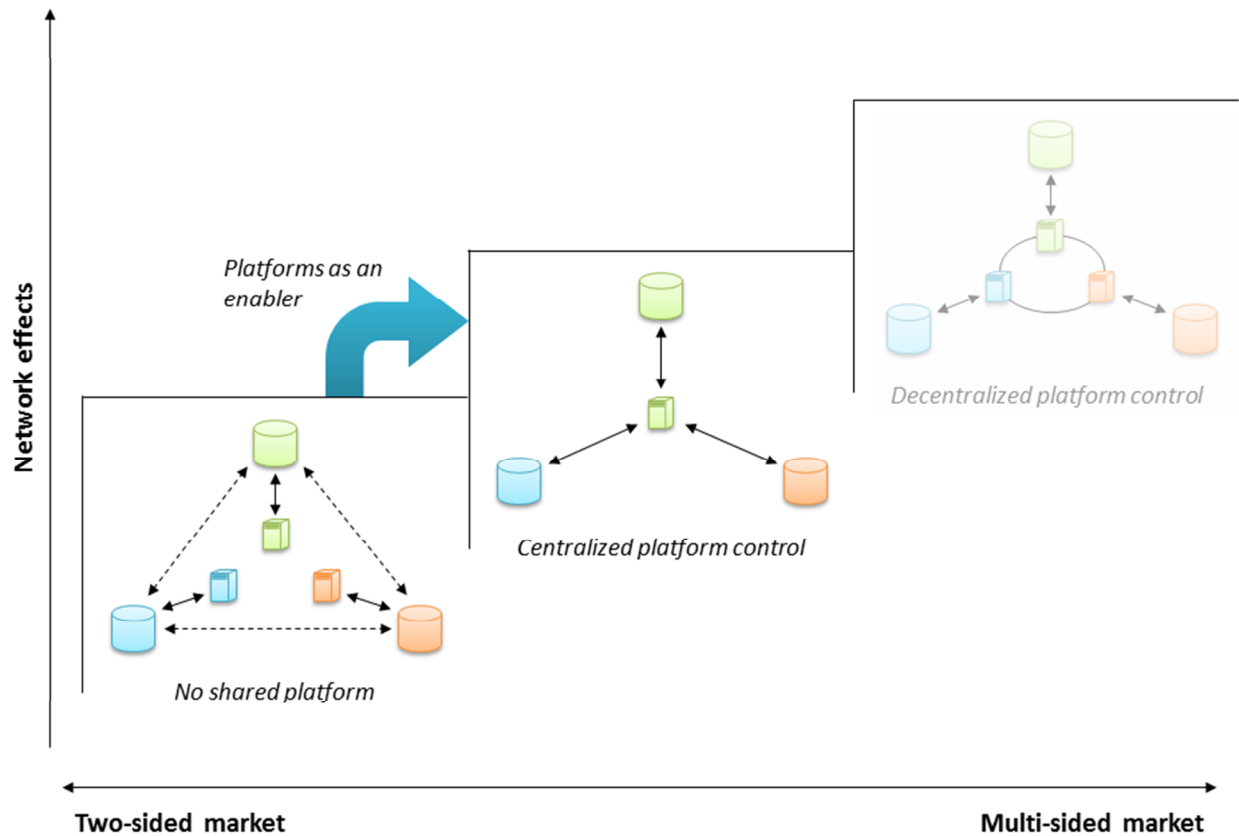 Network effects
Platforms as an
enabler
No shared platform
Centralized platform control
Decentralized platform control
Two-sided market
Multi-sided market